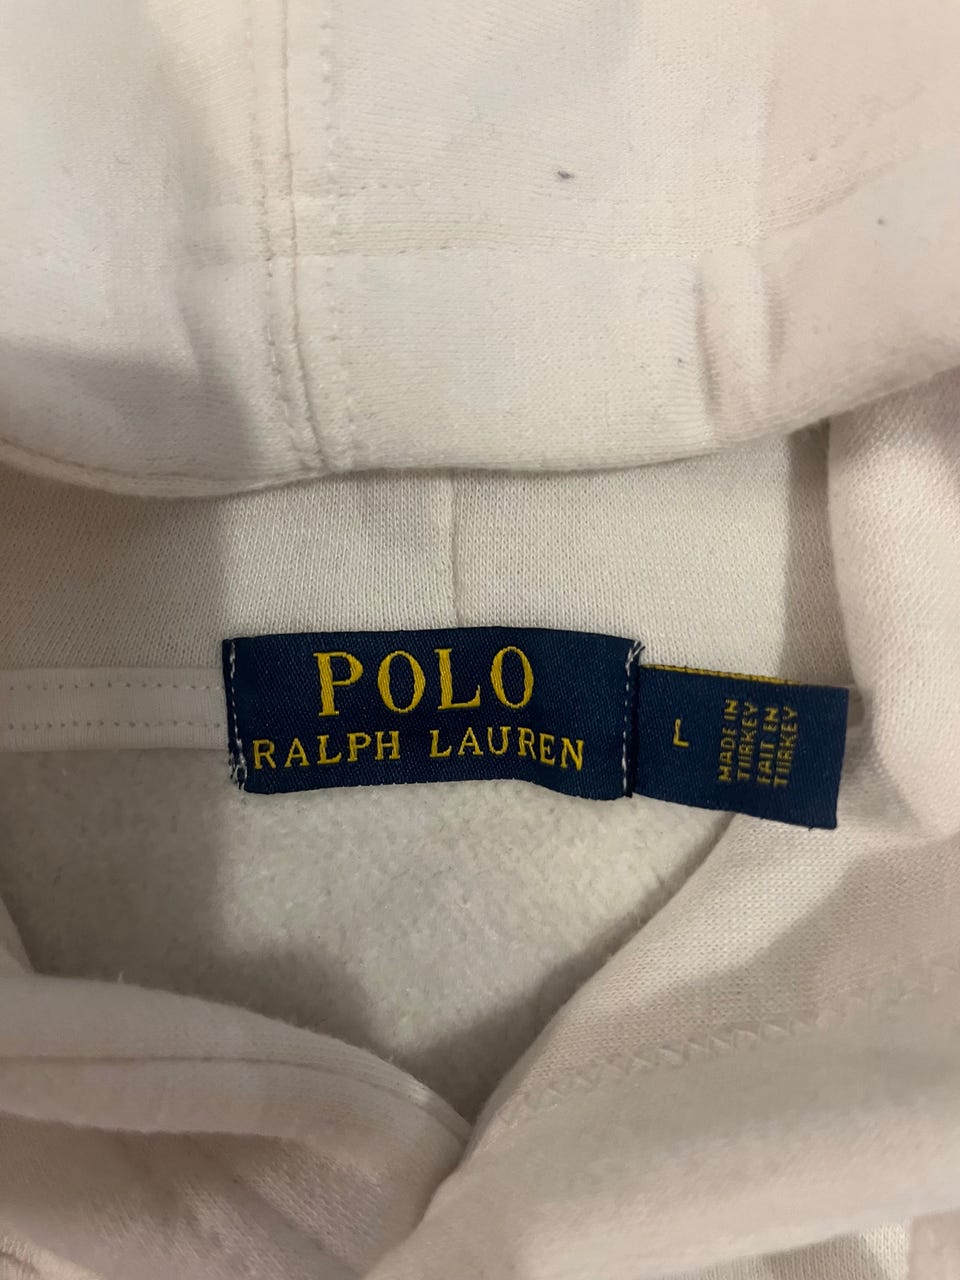 POLO
RALPH LAUREN
L
MADE IN
TURKEY
FAIT EN
TURKEY